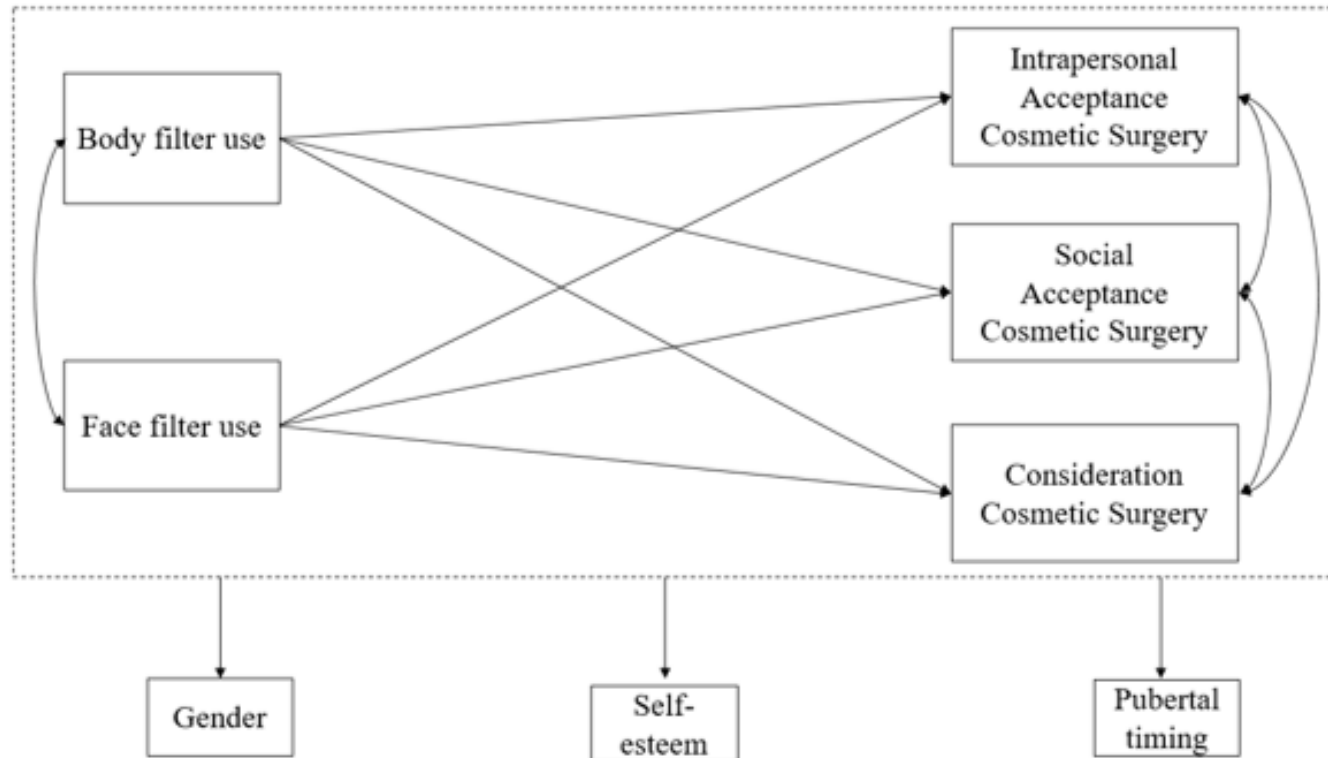 Body filter use
Face filter use
Intrapersonal
Acceptance
Cosmetic Surgery
Social
Acceptance
Cosmetic Surgery
Consideration
Cosmetic Surgery
Gender
Self-
esteem
Pubertal
timing